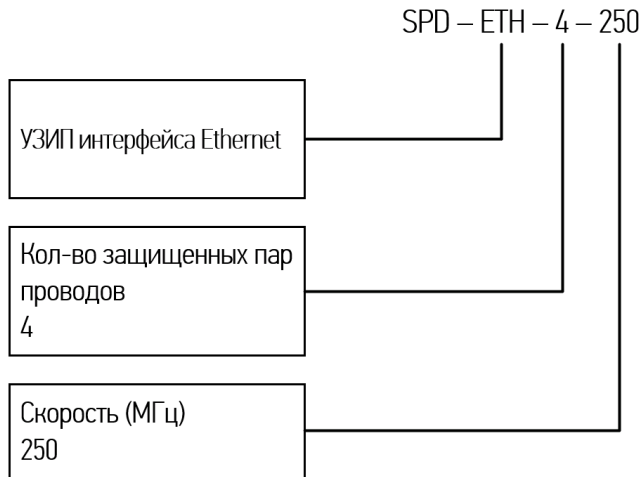 SPD – ETH – 4 – 250
УЗИП интерфейса Ethernet
Кол-во защищенных пар
проводов
4
Скорость (МГц)
250